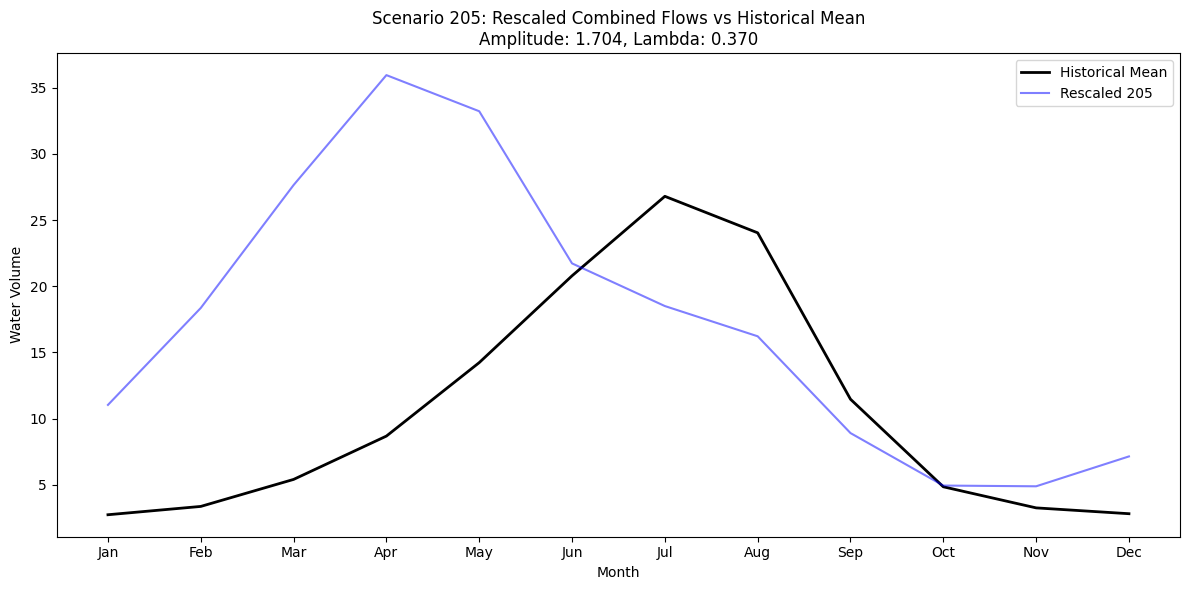 Scenario 205: Rescaled Combined Flows vs Historical Mean
Amplitude: 1.704, Lambda: 0.370
Historical Mean
Rescaled 205
Water Volume
35
30
25
20
15
10
5
Jan Feb Mar Apr May Jun Jul Aug Sep Oct Nov Dec
Month